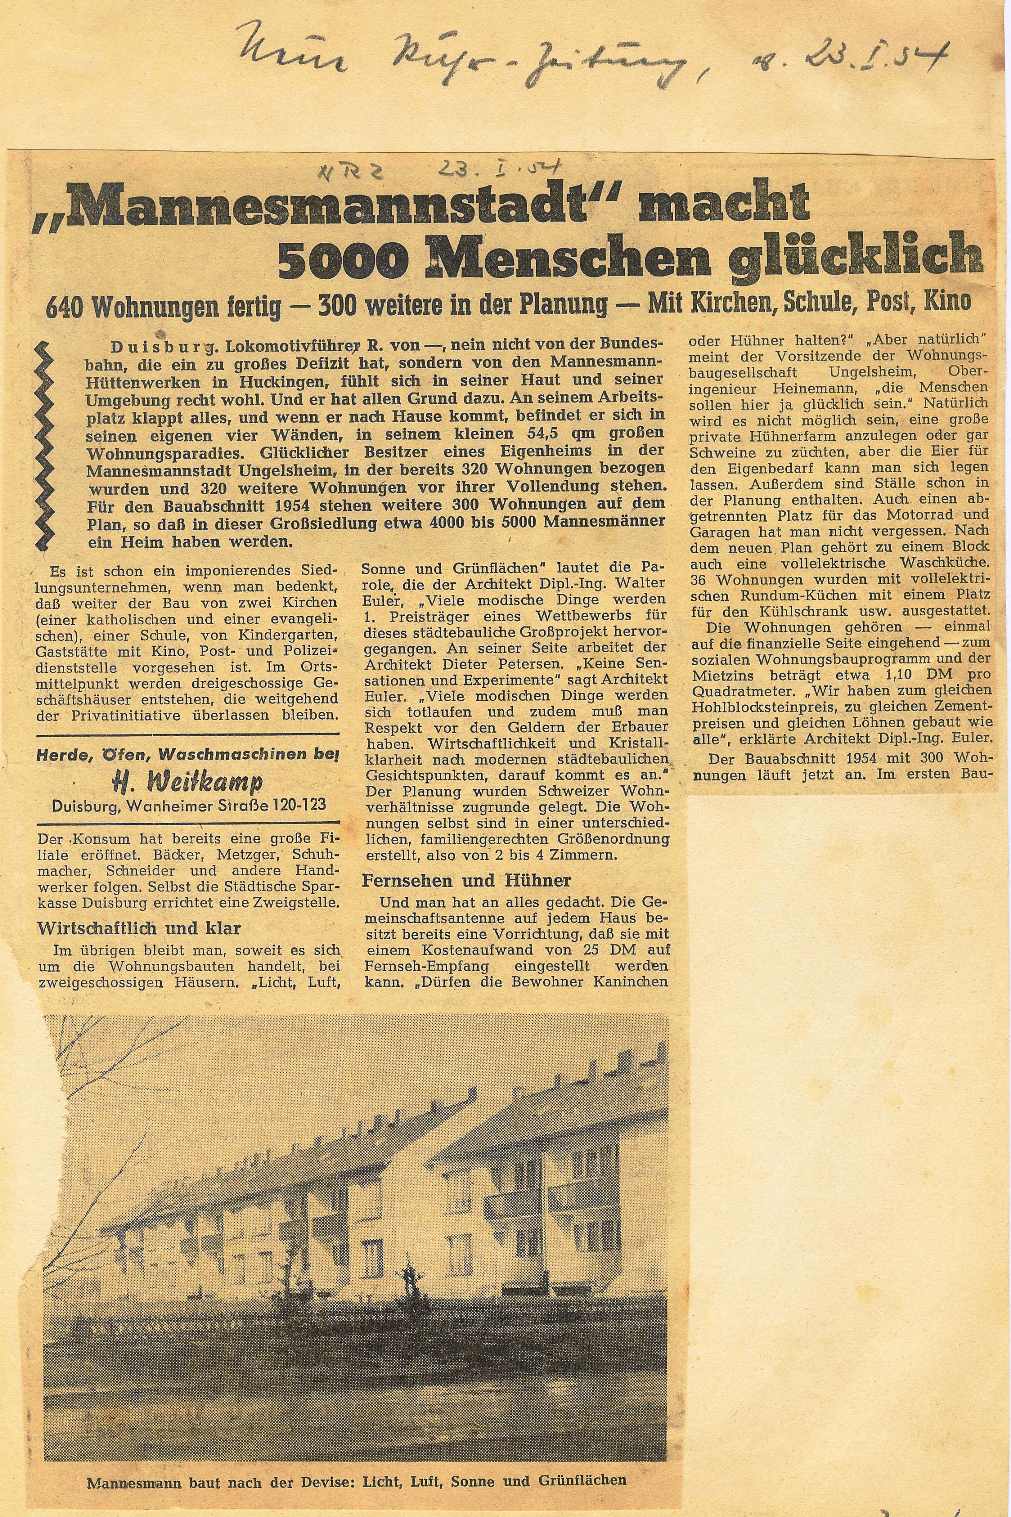 Neue Ruhr-Zeitung, v. 23.I.54
NRZ 23.I.54
„Mannesmannstadt“ macht
5000 Menschen glücklich
640 Wohnungen fertig — 300 weitere in der Planung — Mit Kirchen, Schule, Post, Kino
Duisburg. Lokomotivführer R. von —, nein nicht von der Bundes-
bahn, die ein zu großes Defizit hat, sondern von den Mannesmann-
Hüttenwerken in Huckingen, fühlt sich in seiner Haut und seiner
Umgebung recht wohl. Und er hat allen Grund dazu. An seinem Arbeits-
platz klappt alles, und wenn er nach Hause kommt, befindet er sich in
seinen eigenen vier Wänden, in seinem kleinen 54,5 qm großen
Wohnungsparadies. Glücklicher Besitzer eines Eigenheims in der
Mannesmannstadt Ungelsheim, in der bereits 320 Wohnungen bezogen
wurden und 320 weitere Wohnungen vor ihrer Vollendung stehen.
Für den Bauabschnitt 1954 stehen weitere 300 Wohnungen auf dem
Plan, so daß in dieser Großsiedlung etwa 4000 bis 5000 Mannesmänner
ein Heim haben werden.
Es ist schon ein imponierendes Sied-
lungsunternehmen, wenn man bedenkt,
daß weiter der Bau von zwei Kirchen
(einer katholischen und einer evangeli-
schen), einer Schule, von Kindergarten,
Gaststätte mit Kino, Post- und Polizei-
dienststelle vorgesehen ist. Im Orts-
mittelpunkt werden dreigeschossige Ge-
schäftshäuser entstehen, die weitgehend
der Privatinitiative überlassen bleiben.
Herde, Öfen, Waschmaschinen bei
H. Weitkamp
Duisburg, Wanheimer Straße 120-123
Der Konsum hat bereits eine große Fi-
liale eröffnet. Bäcker, Metzger, Schuh-
macher, Schneider und andere Hand-
werker folgen. Selbst die Städtische Spar-
kasse Duisburg errichtet eine Zweigstelle.
Wirtschaftlich und klar
Im übrigen bleibt man, soweit es sich
um die Wohnungsbauten handelt, bei
zweigeschossigen Häusern. „Licht, Luft,
Sonne und Grünflächen“ lautet die Pa-
role, die der Architekt Dipl.-Ing. Walter
Euler, „Viele modische Dinge werden
1. Preisträger eines Wettbewerbs für
dieses städtebauliche Großprojekt hervor-
gegangen. An seiner Seite arbeitet der
Architekt Dieter Petersen. „Keine Sen-
sationen und Experimente“ sagt Architekt
Euler. „Viele modischen Dinge werden
sich totlaufen und zudem muß man
Respekt vor den Geldern der Erbauer
haben. Wirtschaftlichkeit und Kristall-
klarheit nach modernen städtebaulichen
Gesichtspunkten, darauf kommt es an.“
Der Planung wurden Schweizer Wohn-
verhältnisse zugrunde gelegt. Die Woh-
nungen selbst sind in einer unterschied-
lichen, familiengerechten Größenordnung
erstellt, also von 2 bis 4 Zimmern.
Fernsehen und Hühner
Und man hat an alles gedacht. Die Ge-
meinschaftsantenne auf jedem Haus be-
sitzt bereits eine Vorrichtung, daß sie mit
einem Kostenaufwand von 25 DM auf
Fernseh-Empfang eingestellt werden
kann. „Dürfen die Bewohner Kaninchen
oder Hühner halten?“ „Aber natürlich“
meint der Vorsitzende der Wohnungs-
baugesellschaft Ungelsheim, Ober-
ingenieur Heinemann, „die Menschen
sollen hier ja glücklich sein.“ Natürlich
wird es nicht möglich sein, eine große
private Hühnerfarm anzulegen oder gar
Schweine zu züchten, aber die Eier für
den Eigenbedarf kann man sich legen
lassen. Außerdem sind Ställe schon in
der Planung enthalten. Auch einen ab-
getrennten Platz für das Motorrad und
Garagen hat man nicht vergessen. Nach
dem neuen Plan gehört zu einem Block
auch eine vollelektrische Waschküche.
36 Wohnungen wurden mit vollelektri-
schen Rundum-Küchen mit einem Platz
für den Kühlschrank usw. ausgestattet.
Die Wohnungen gehören — einmal
auf die finanzielle Seite eingehend — zum
sozialen Wohnungsbauprogramm und der
Mietzins beträgt etwa 1,10 DM pro
Quadratmeter. „Wir haben zum gleichen
Hohlblocksteinpreis, zu gleichen Zement-
preisen und gleichen Löhnen gebaut wie
alle“, erklärte Architekt Dipl.-Ing. Euler.
Der Bauabschnitt 1954 mit 300 Woh-
nungen läuft jetzt an. Im ersten Bau-
Mannesmann baut nach der Devise: Licht, Luft, Sonne und Grünflächen